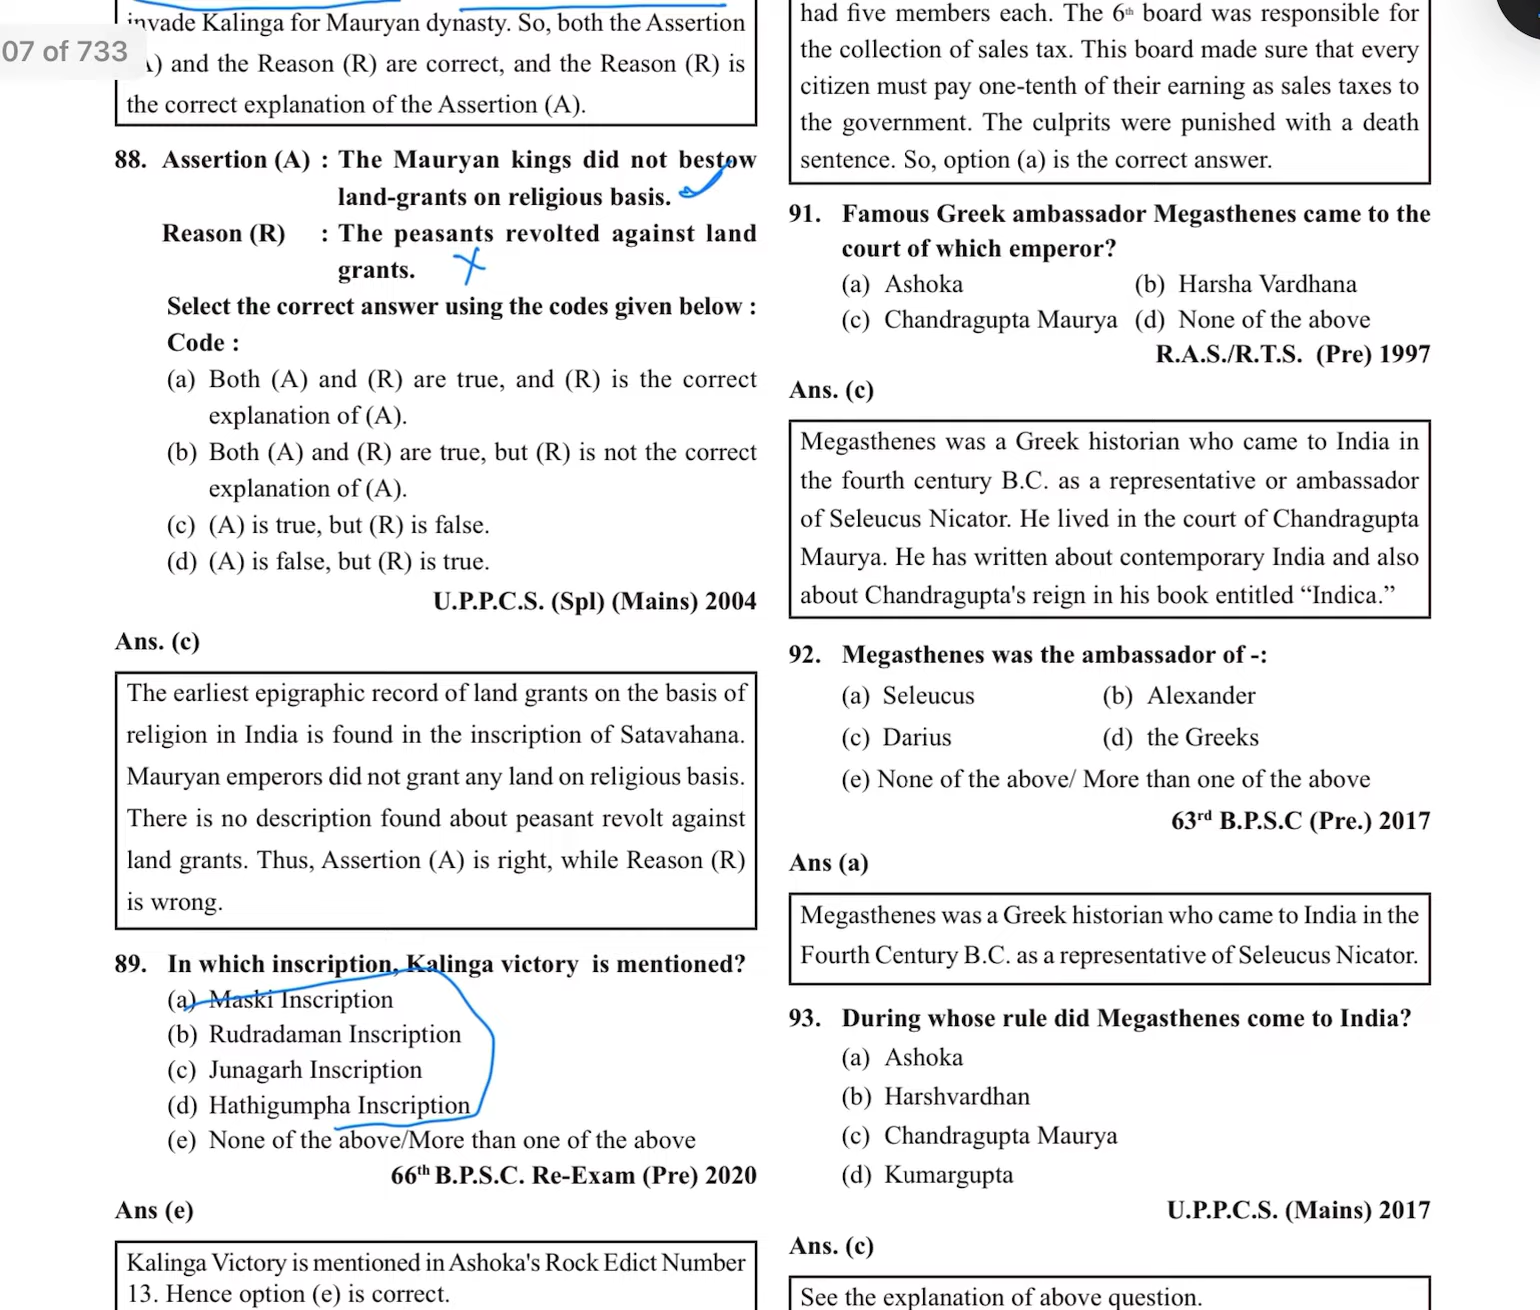 07 of 733
invade Kalinga for Mauryan dynasty. So, both the Assertion
A) and the Reason (R) are correct, and the Reason (R) is
the correct explanation of the Assertion (A).
88. Assertion (A) : The Mauryan kings did not bestow
land-grants on religious basis.
Reason (R) : The peasants revolted against land
grants.
Select the correct answer using the codes given below :
Code :
(a) Both (A) and (R) are true, and (R) is the correct
explanation of (A).
(b) Both (A) and (R) are true, but (R) is not the correct
explanation of (A).
(c) (A) is true, but (R) is false.
(d) (A) is false, but (R) is true.
U.P.P.C.S. (Spl) (Mains) 2004
Ans. (c)
The earliest epigraphic record of land grants on the basis of
religion in India is found in the inscription of Satavahana.
Mauryan emperors did not grant any land on religious basis.
There is no description found about peasant revolt against
land grants. Thus, Assertion (A) is right, while Reason (R)
is wrong.
89. In which inscription, Kalinga victory is mentioned?
(a) Maski Inscription
(b) Rudradaman Inscription
(c) Junagarh Inscription
(d) Hathigumpha Inscription
(e) None of the above/More than one of the above
66th B.P.S.C. Re-Exam (Pre) 2020
Ans (e)
Kalinga Victory is mentioned in Ashoka's Rock Edict Number
13. Hence option (e) is correct.
had five members each. The 6th board was responsible for
the collection of sales tax. This board made sure that every
citizen must pay one-tenth of their earning as sales taxes to
the government. The culprits were punished with a death
sentence. So, option (a) is the correct answer.
91. Famous Greek ambassador Megasthenes came to the
court of which emperor?
(a) Ashoka (b) Harsha Vardhana
(c) Chandragupta Maurya (d) None of the above
R.A.S./R.T.S. (Pre) 1997
Ans. (c)
Megasthenes was a Greek historian who came to India in
the fourth century B.C. as a representative or ambassador
of Seleucus Nicator. He lived in the court of Chandragupta
Maurya. He has written about contemporary India and also
about Chandragupta's reign in his book entitled “Indica.”
92. Megasthenes was the ambassador of -:
(a) Seleucus (b) Alexander
(c) Darius (d) the Greeks
(e) None of the above/ More than one of the above
63rd B.P.S.C (Pre.) 2017
Ans (a)
Megasthenes was a Greek historian who came to India in the
Fourth Century B.C. as a representative of Seleucus Nicator.
93. During whose rule did Megasthenes come to India?
(a) Ashoka
(b) Harshvardhan
(c) Chandragupta Maurya
(d) Kumargupta
U.P.P.C.S. (Mains) 2017
Ans. (c)
See the explanation of above question.